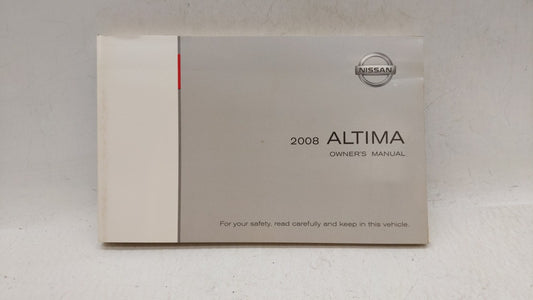 NISSAN
2008 ALTIMA
OWNER'S MANUAL
For your safety, read carefully and keep in this vehicle.